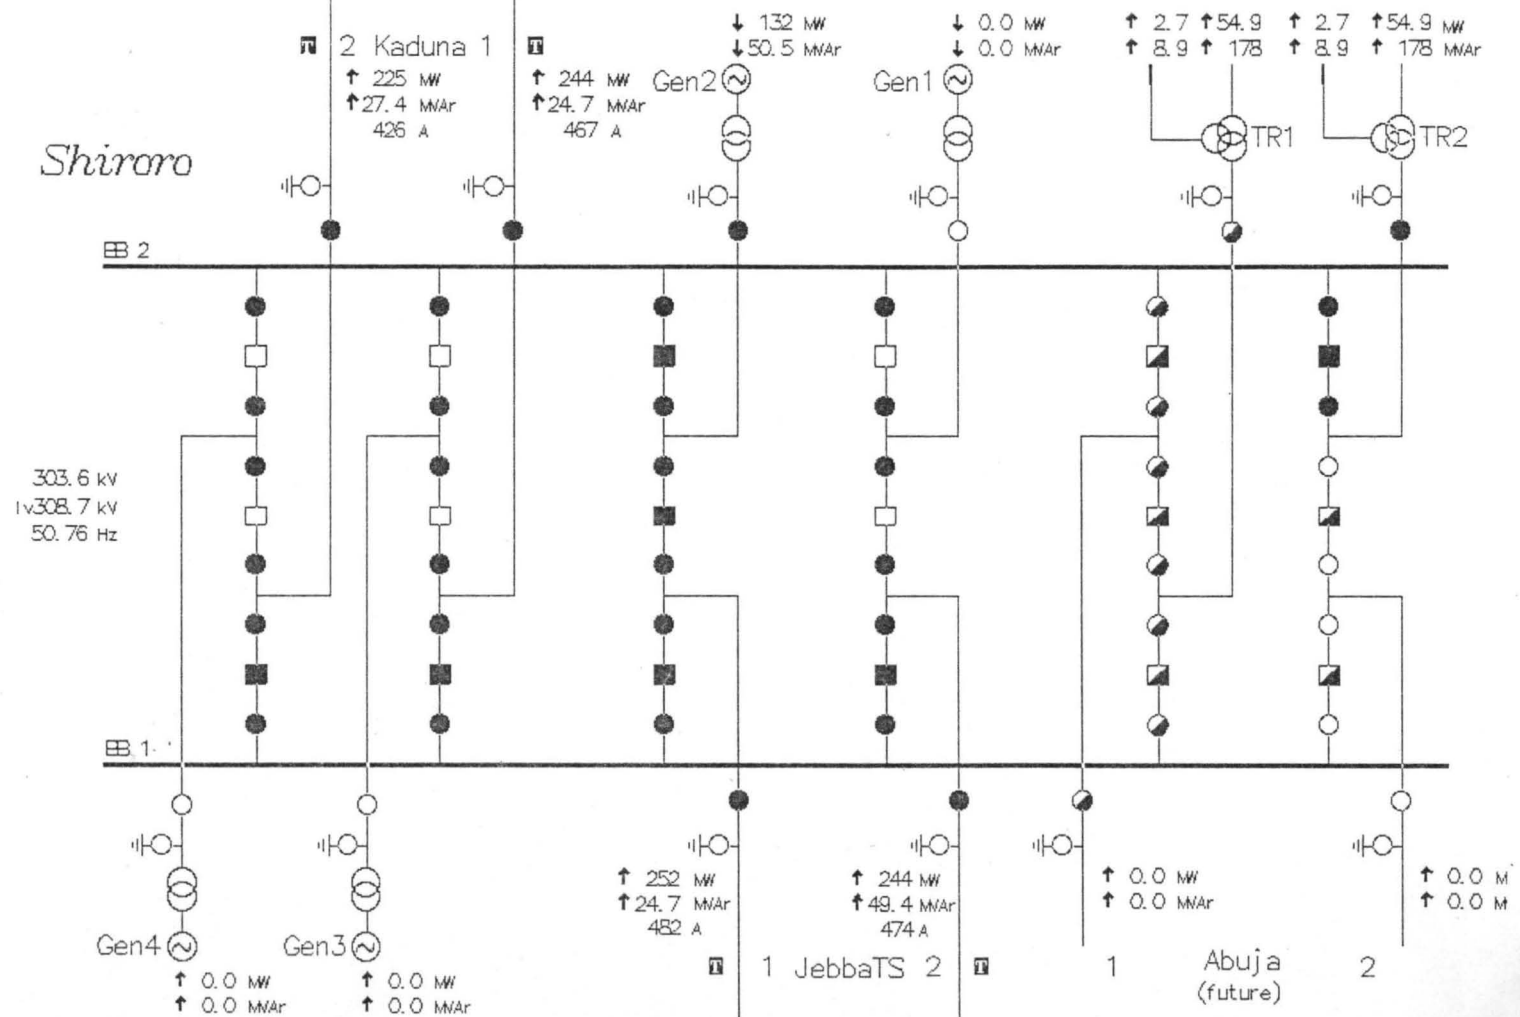 ↓ 132 MW
↓ 50.5 MVAr
↓ 0.0 MW
↓ 0.0 MVAr
↑ 2.7 ↑ 54.9 ↑ 2.7 ↑ 54.9 MW
↑ 8.9 ↑ 178 ↑ 8.9 ↑ 178 MVAr
T 2 Kaduna 1 T
↑ 225 MW
↑ 27.4 MVAr
426 A
↑ 244 MW
↑ 24.7 MVAr
467 A
Gen2
Gen1
TR1
TR2
Shiroro
BB 2
303.6 kV
lv308.7 kV
50.76 Hz
BB 1
↑ 252 MW
↑ 24.7 MVAr
482 A
↑ 244 MW
↑ 49.4 MVAr
474 A
↑ 0.0 MW
↑ 0.0 MVAr
↑ 0.0 M
↑ 0.0 M
Gen4
Gen3
↑ 0.0 MW
↑ 0.0 MVAr
↑ 0.0 MW
↑ 0.0 MVAr
T 1 JebbaTS 2 T
1 Abuja 2
(future)